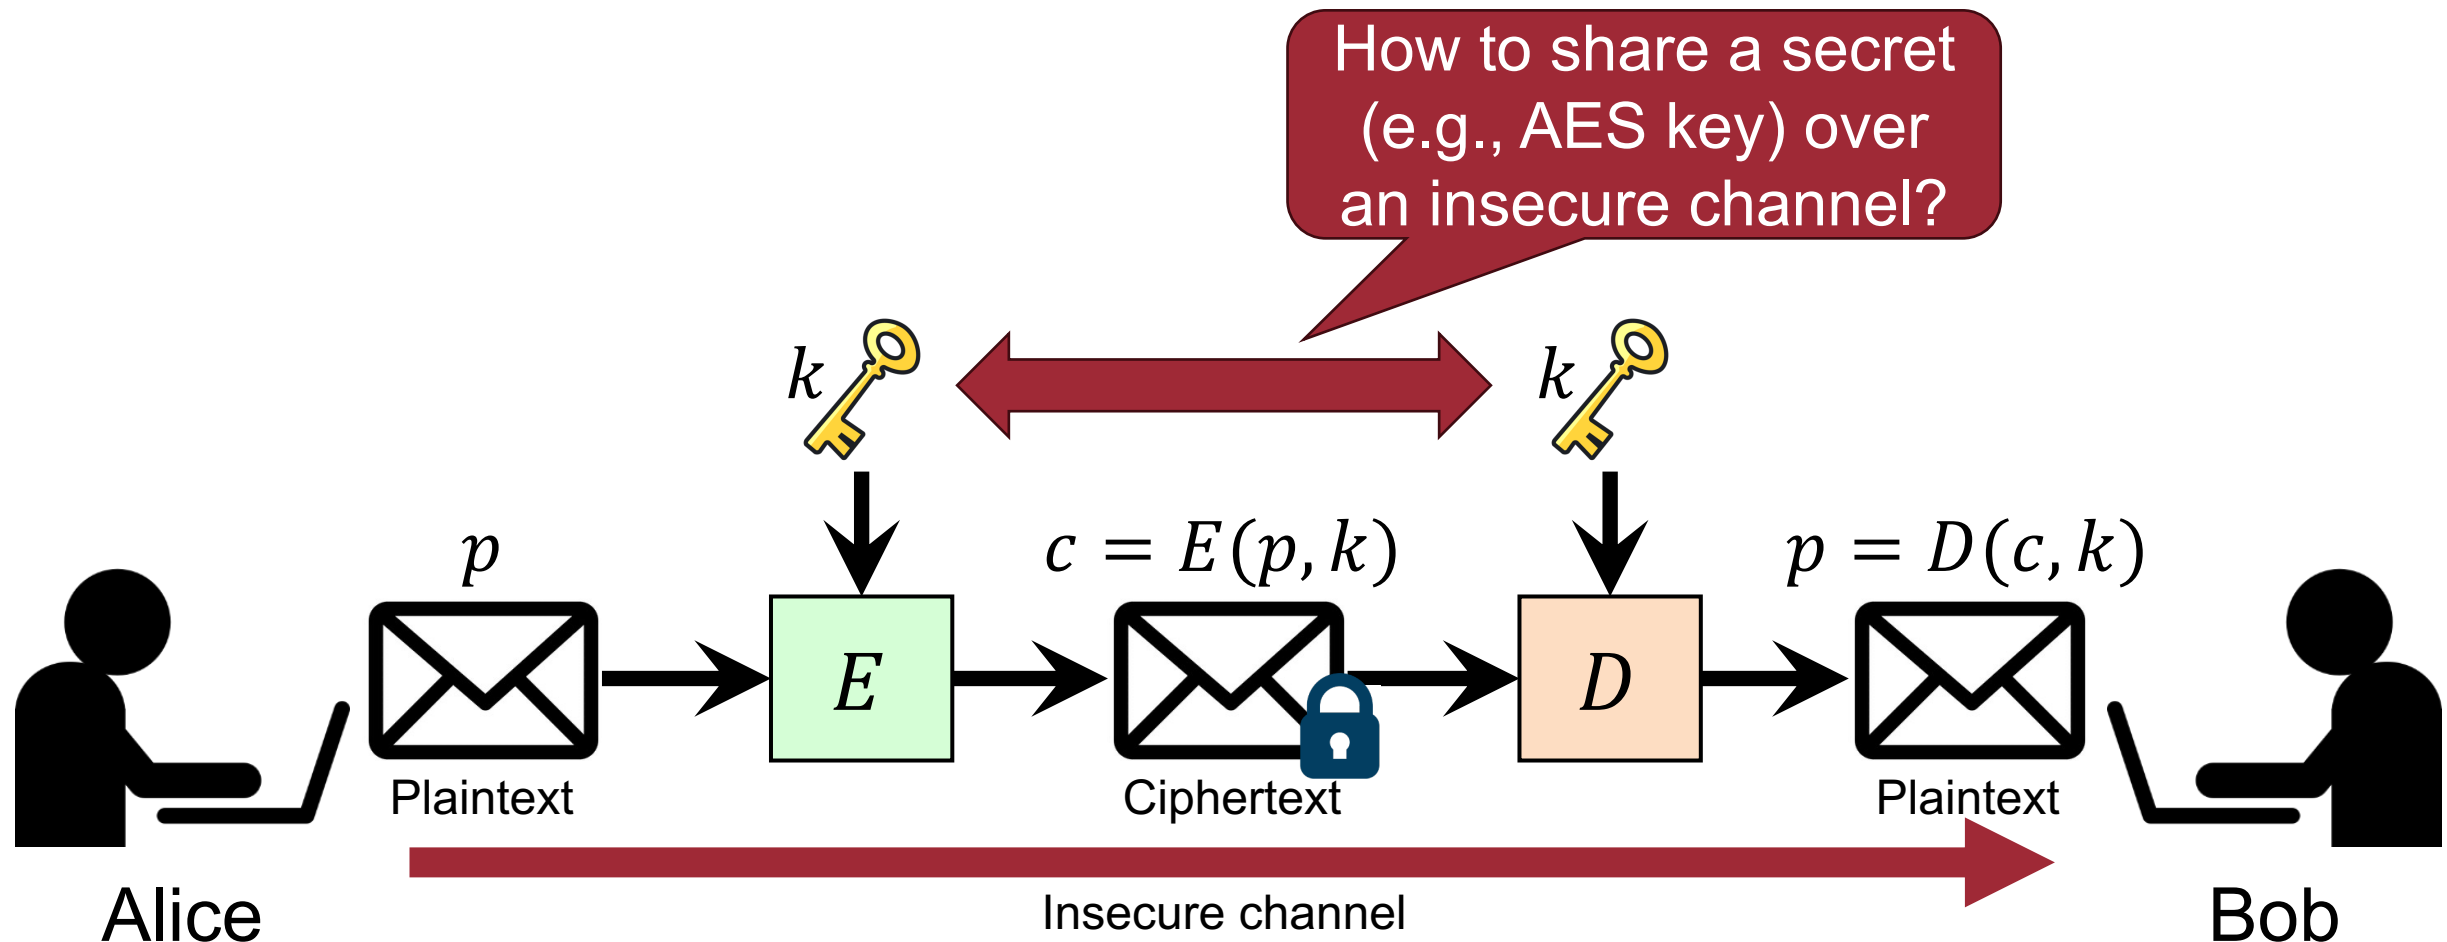 How to share a secret
(e.g., AES key) over
an insecure channel?
k
k
p
c = E(p, k)
p = D(c, k)
E
D
Plaintext
Ciphertext
Plaintext
Alice
Insecure channel
Bob